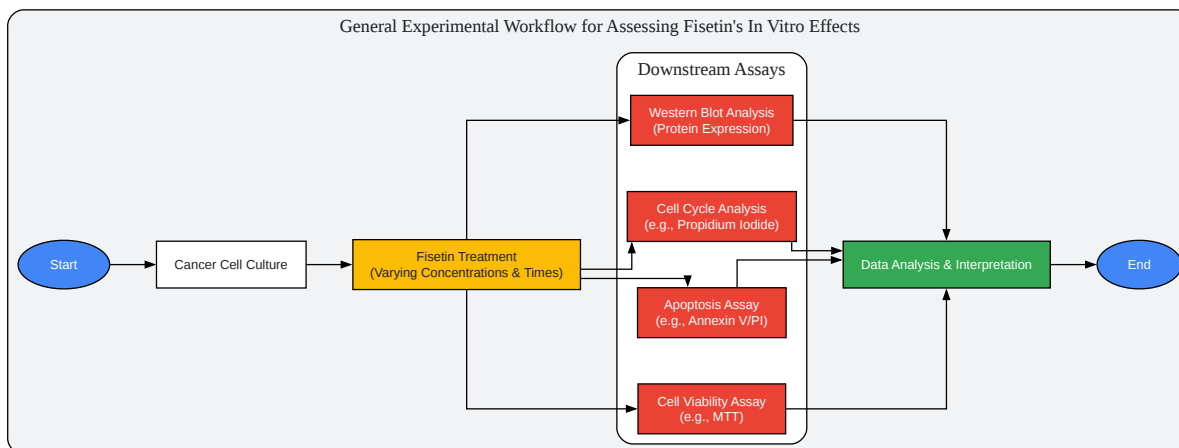 General Experimental Workflow for Assessing Fisetin's In Vitro Effects
Downstream Assays
Western Blot Analysis
(Protein Expression)
Cell Cycle Analysis
(e.g., Propidium Iodide)
Start
Cancer Cell Culture
Fisetin Treatment
(Varying Concentrations & Times)
Data Analysis & Interpretation
End
Apoptosis Assay
(e.g., Annexin V/PI)
Cell Viability Assay
(e.g., MTT)